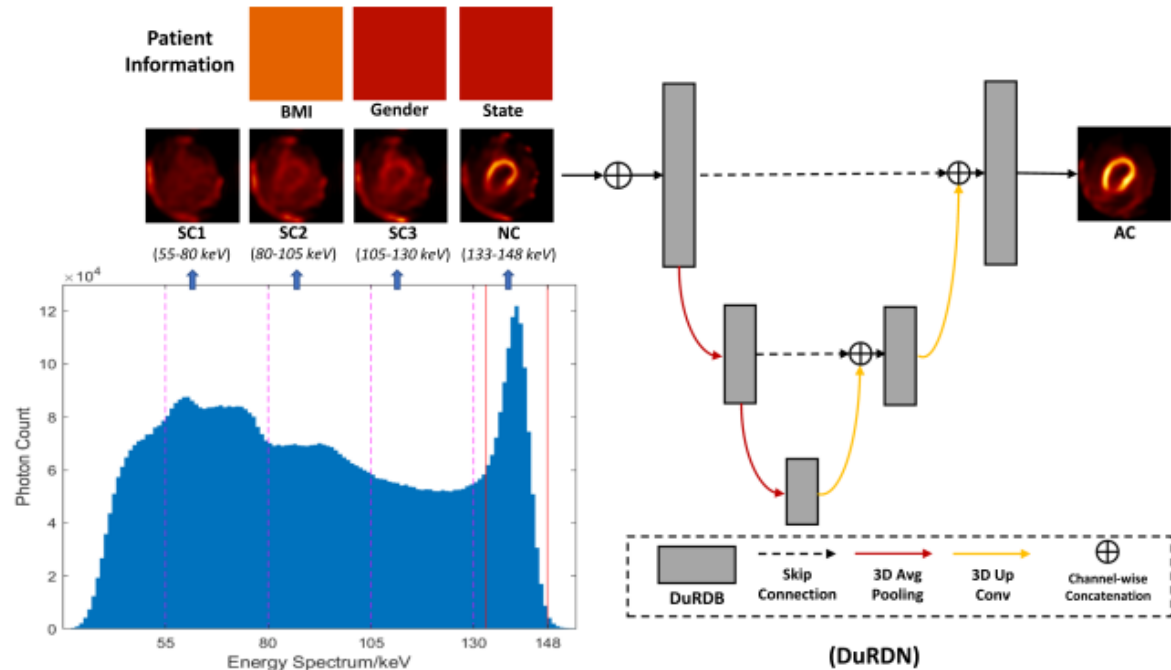 Patient
Information
BMI
Gender
State
SC1
SC2
SC3
NC
(55-80 keV)
(80-105 keV)
(105-130 keV)
(133-148 keV)
×10⁴
12
10
8
6
4
2
0
Photon Count
55
80
105
130
148
Energy Spectrum/keV
AC
DuRDB
Skip
Connection
3D Avg
Pooling
3D Up
Conv
Channel-wise
Concatenation
(DuRDN)